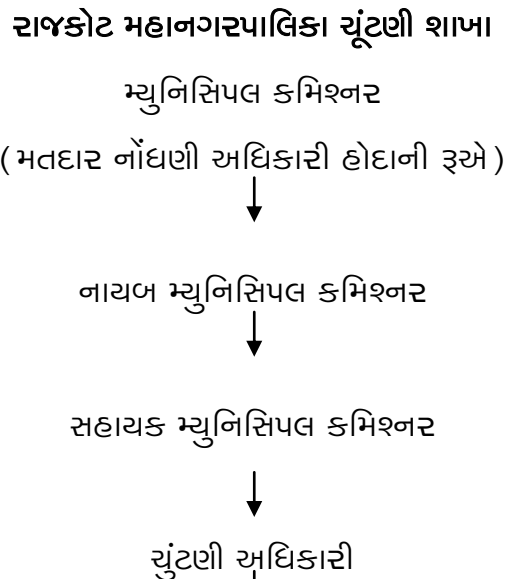 રાજકોટ મહાનગરપાલિકા ચૂંટણી શાખા
મ્યુનિસિપલ કમિશ્નર
( મતદાર નોંધણી અધિકારી હોદાની રૂએ )
નાયબ મ્યુનિસિપલ કમિશ્નર
સહાયક મ્યુનિસિપલ કમિશ્નર
ચુંટણી અધિકારી